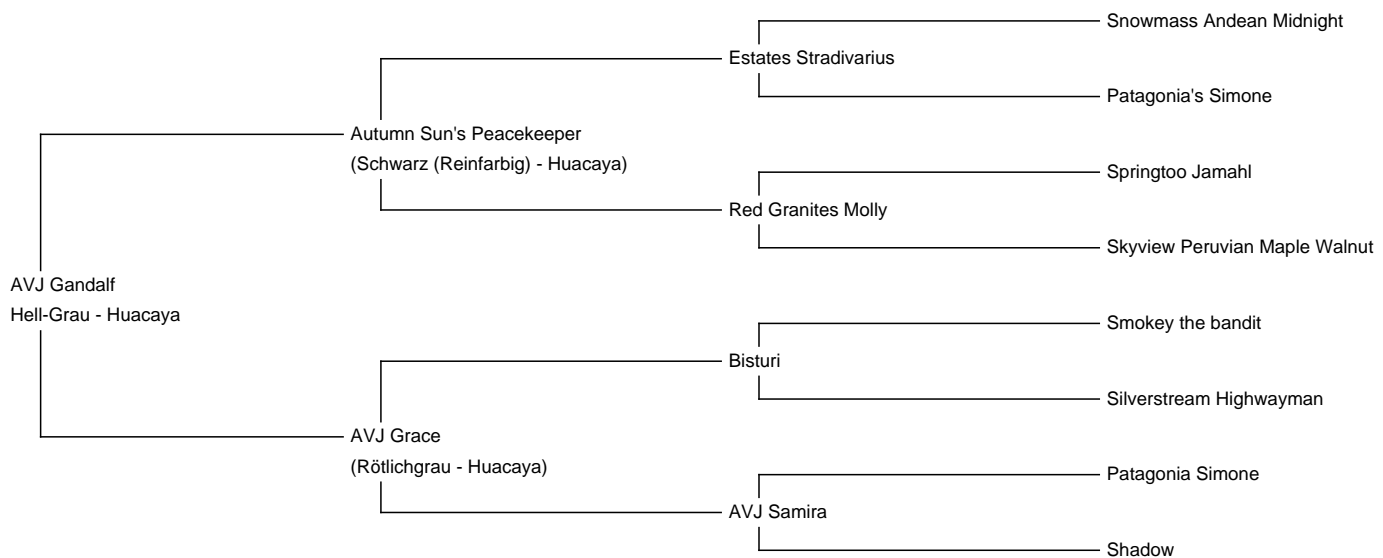 Snowmass Andean Midnight
Estates Stradivarius
Patagonia's Simone
Autumn Sun's Peacekeeper
(Schwarz (Reinfarbig) - Huacaya)
Springtoo Jamahl
Red Granites Molly
Skyview Peruvian Maple Walnut
AVJ Gandalf
Hell-Grau - Huacaya
Smokey the bandit
Bisturi
Silverstream Highwayman
AVJ Grace
(Rötlichgrau - Huacaya)
Patagonia Simone
AVJ Samira
Shadow